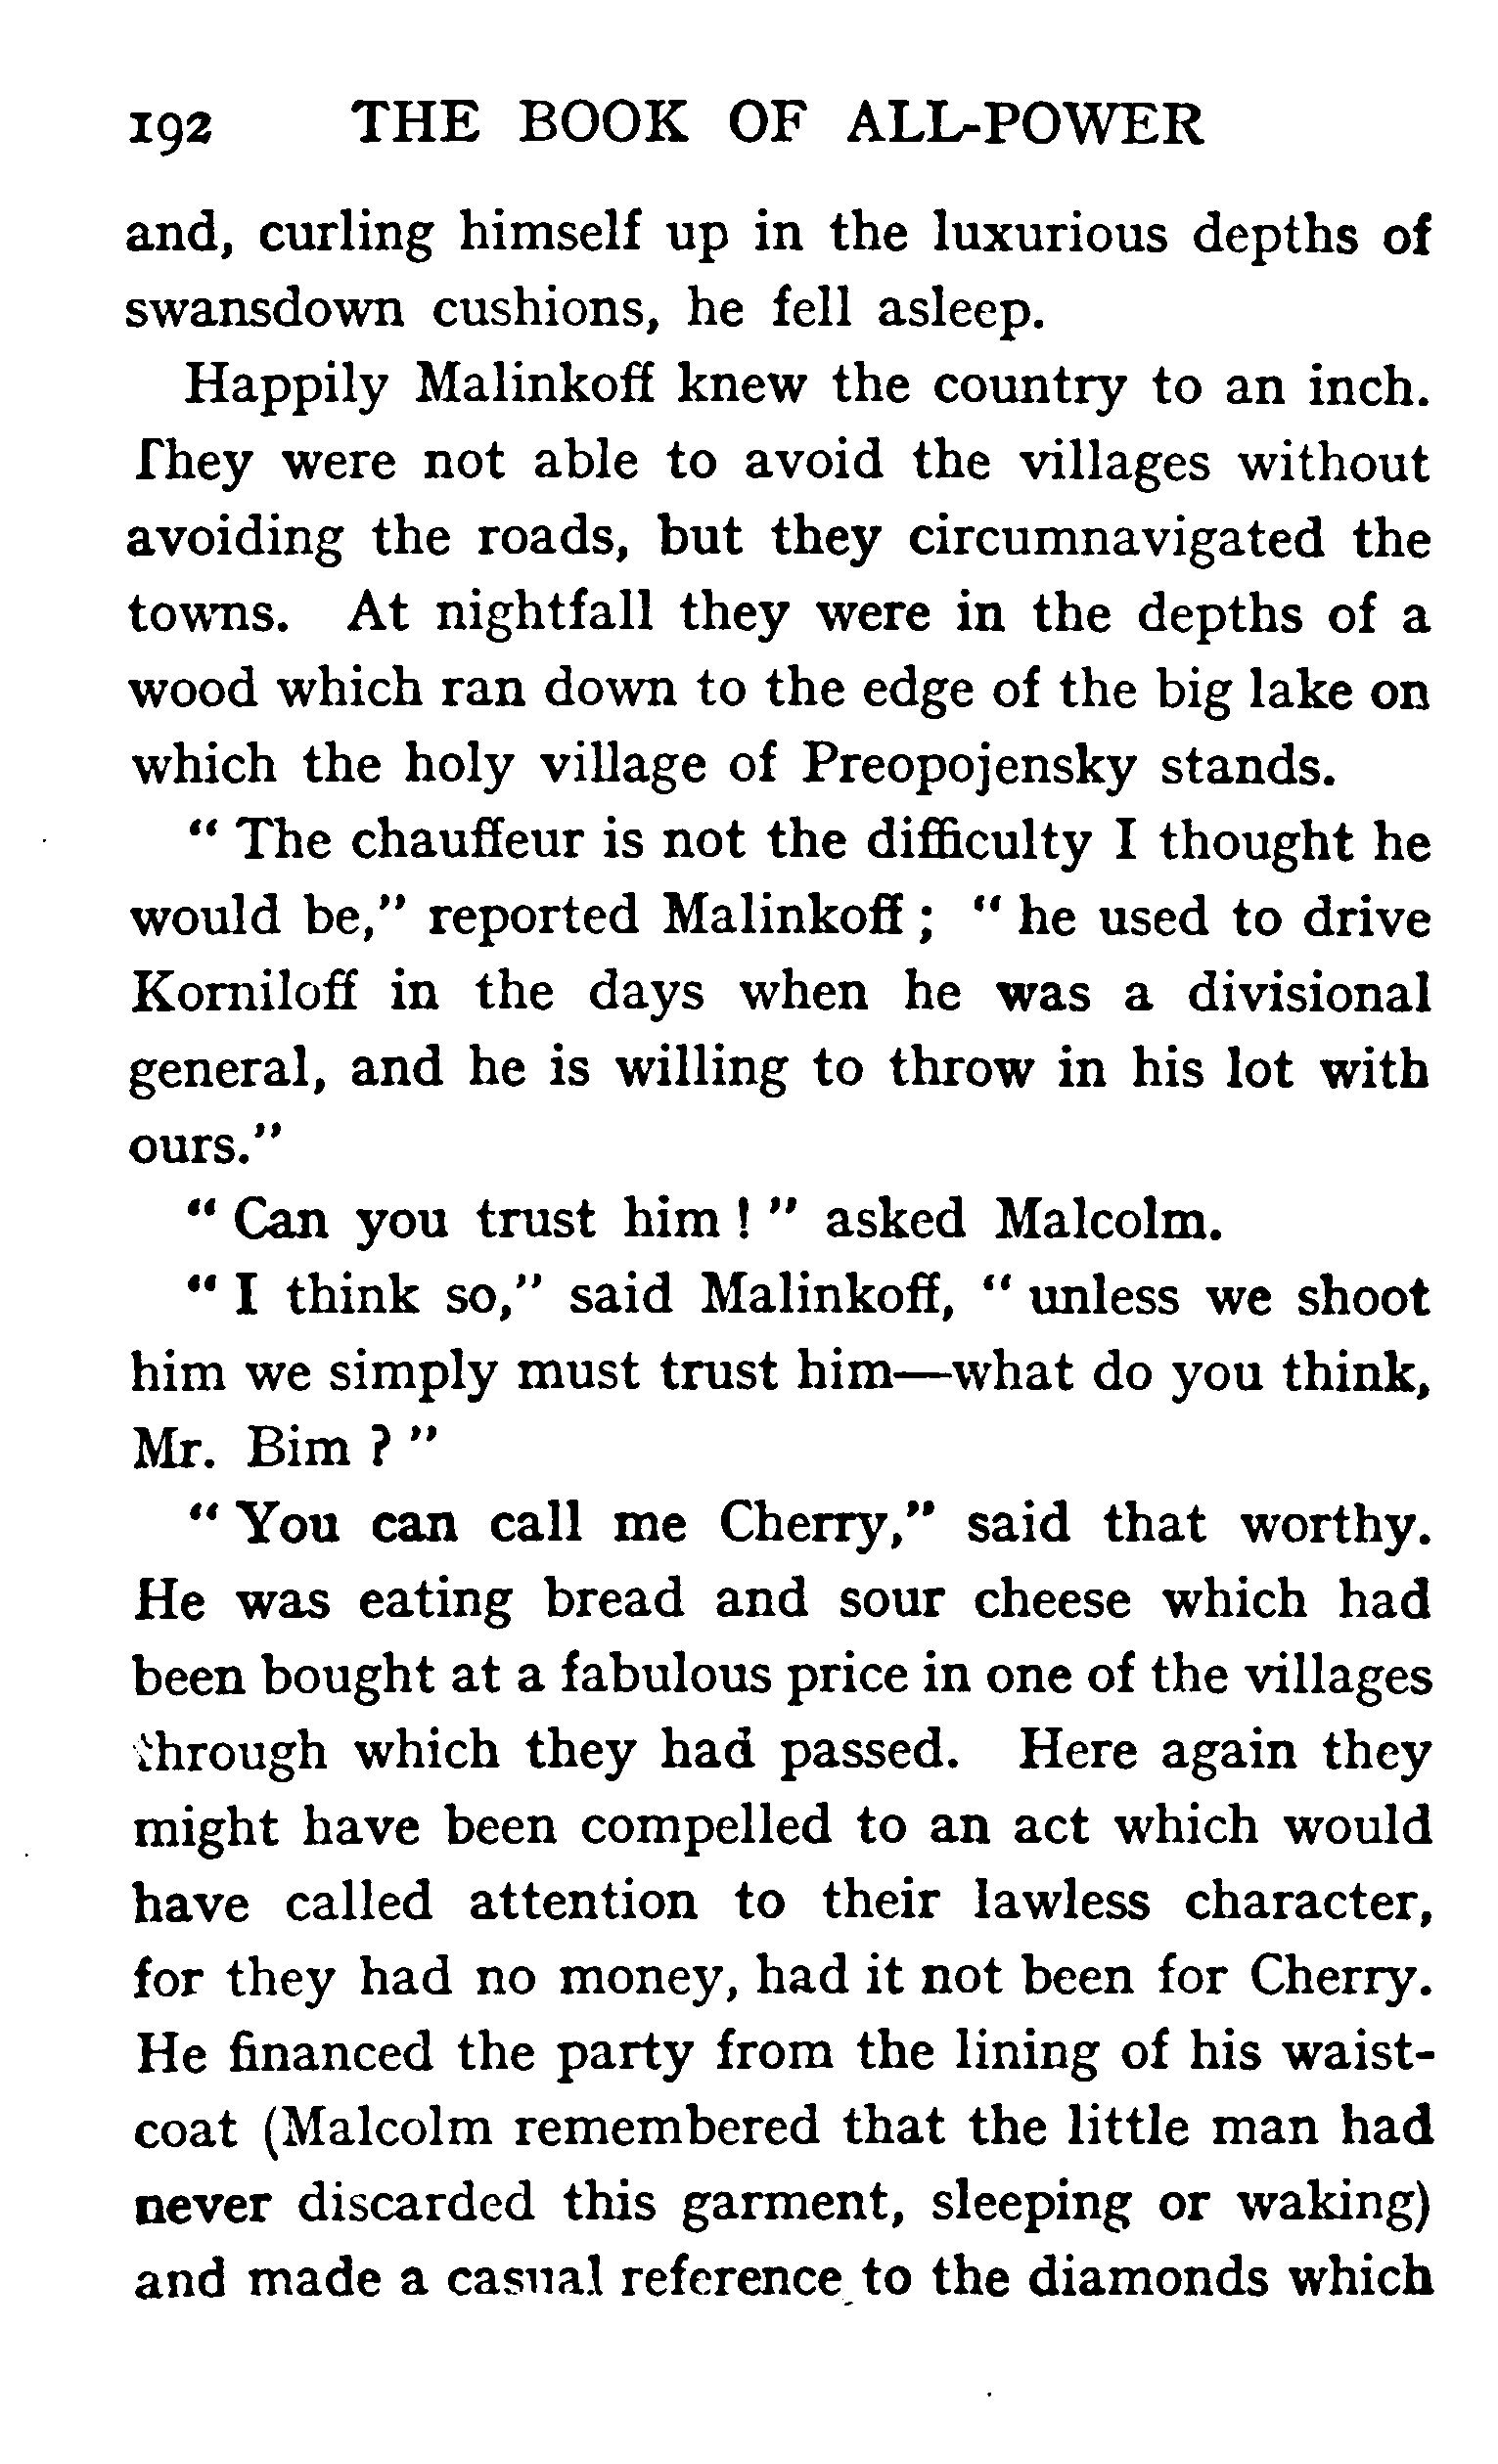 192 THE BOOK OF ALL-POWER
and, curling himself up in the luxurious depths of
swansdown cushions, he fell asleep.
Happily Malinkoff knew the country to an inch.
They were not able to avoid the villages without
avoiding the roads, but they circumnavigated the
towns. At nightfall they were in the depths of a
wood which ran down to the edge of the big lake on
which the holy village of Preopojensky stands.
" The chauffeur is not the difficulty I thought he
would be," reported Malinkoff ; " he used to drive
Korniloff in the days when he was a divisional
general, and he is willing to throw in his lot with
ours."
" Can you trust him ! " asked Malcolm.
" I think so," said Malinkoff, " unless we shoot
him we simply must trust him—what do you think,
Mr. Bim ? "
" You can call me Cherry," said that worthy.
He was eating bread and sour cheese which had
been bought at a fabulous price in one of the villages
through which they had passed. Here again they
might have been compelled to an act which would
have called attention to their lawless character,
for they had no money, had it not been for Cherry.
He financed the party from the lining of his waist-
coat (Malcolm remembered that the little man had
never discarded this garment, sleeping or waking)
and made a casual reference to the diamonds which